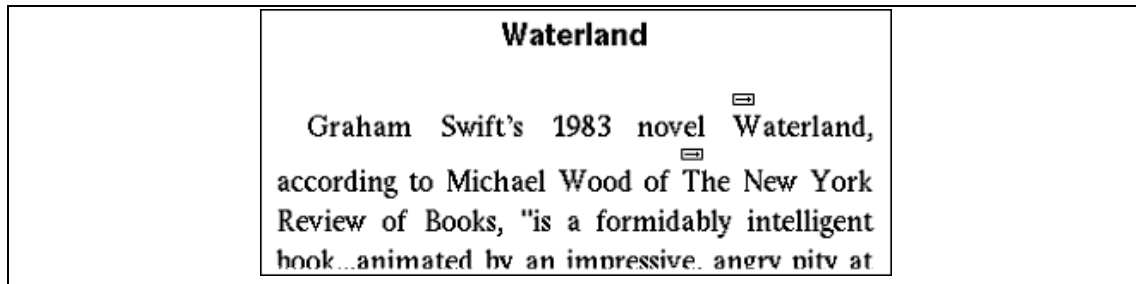 Waterland
Graham Swift's 1983 novel Waterland,
according to Michael Wood of The New York
Review of Books, "is a formidably intelligent
book...animated by an impressive, angry pity at